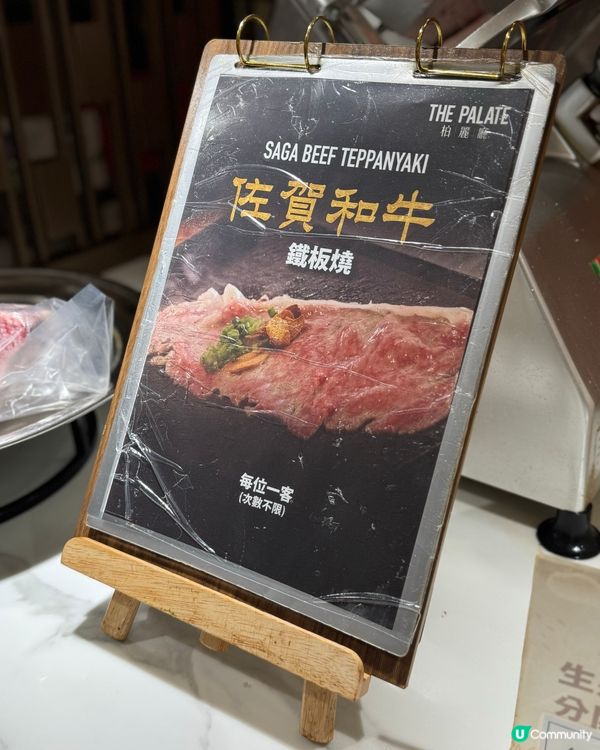 THE PALATE
柏麗廳
SAGA BEEF TEPPANYAKI
佐賀和牛
鐵板燒
每位一客
(次數不限)
生
U Community